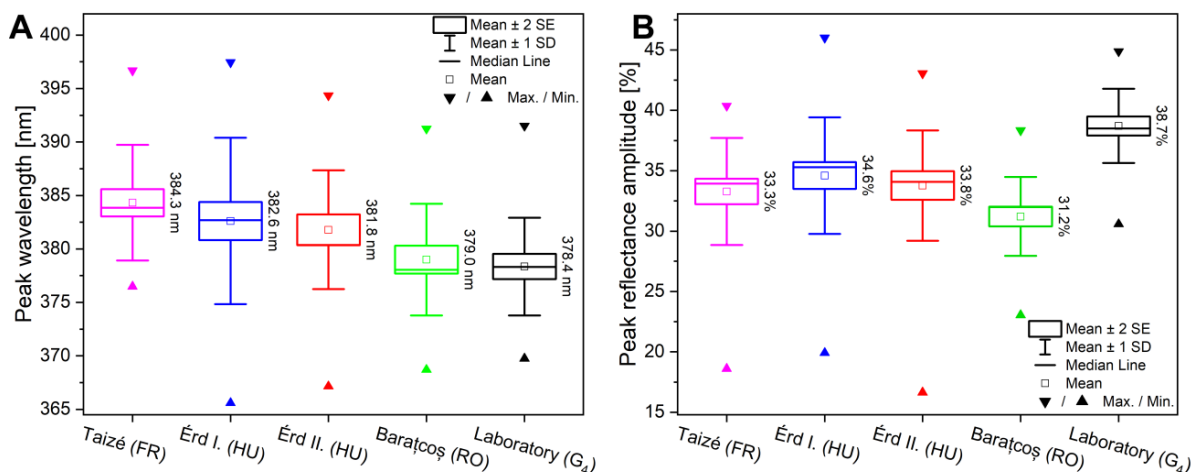 A
Peak wavelength [nm]
400
395
390
385
380
375
370
365
Mean ± 2 SE
Mean ± 1 SD
Median Line
Mean
/ Max. / Min.
384.3 nm
382.6 nm
381.8 nm
379.0 nm
378.4 nm
Taizé (FR)
Érd I. (HU)
Érd II. (HU)
Barațcoș (RO)
Laboratory (G₄)
B
Peak reflectance amplitude [%]
45
40
35
30
25
20
15
33.3%
34.6%
33.8%
31.2%
38.7%
Mean ± 2 SE
Mean ± 1 SD
Median Line
Mean
/ Max. / Min.
Taizé (FR)
Érd I. (HU)
Érd II. (HU)
Barațcoș (RO)
Laboratory (G₄)